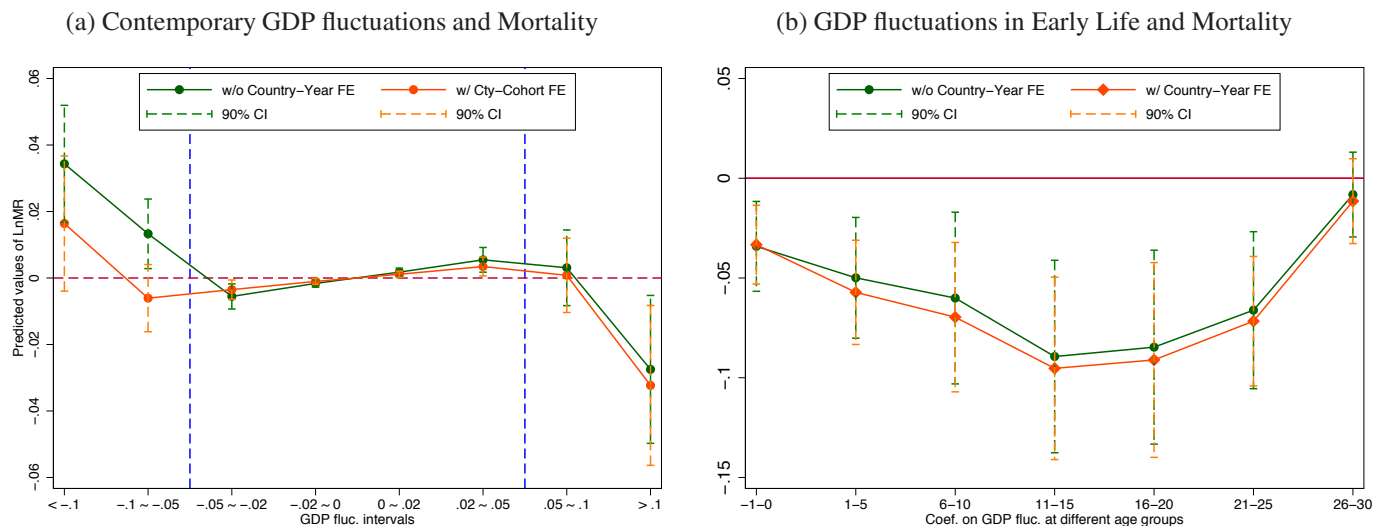 (a) Contemporary GDP fluctuations and Mortality
w/o Country-Year FE
w/ Cty-Cohort FE
90% CI
90% CI
Predicted values of LnMR
.06
.04
.02
0
-.02
-.04
-.06
< -.1
-.1 ~ -.05
-.05 ~ -.02
-.02 ~ 0
0 ~ .02
.02 ~ .05
.05 ~ .1
> .1
GDP fluc. intervals
(b) GDP fluctuations in Early Life and Mortality
w/o Country-Year FE
w/ Country-Year FE
90% CI
90% CI
.05
0
-.05
-.1
-.15
-1-0
1-5
6-10
11-15
16-20
21-25
26-30
Coef. on GDP fluc. at different age groups